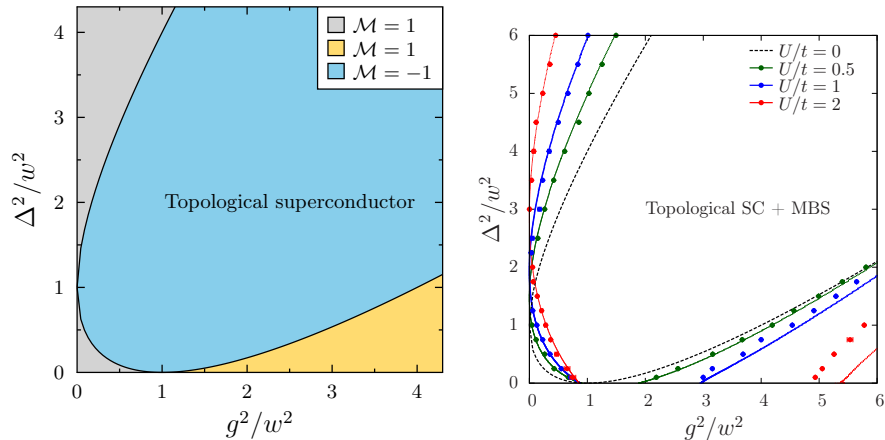 ℳ = 1
ℳ = 1
ℳ = −1
Topological superconductor
Δ²/w²
4
3
2
1
0
0
1
2
3
4
g²/w²
U/t = 0
U/t = 0.5
U/t = 1
U/t = 2
Topological SC + MBS
Δ²/w²
6
5
4
3
2
1
0
0
1
2
3
4
5
6
g²/w²